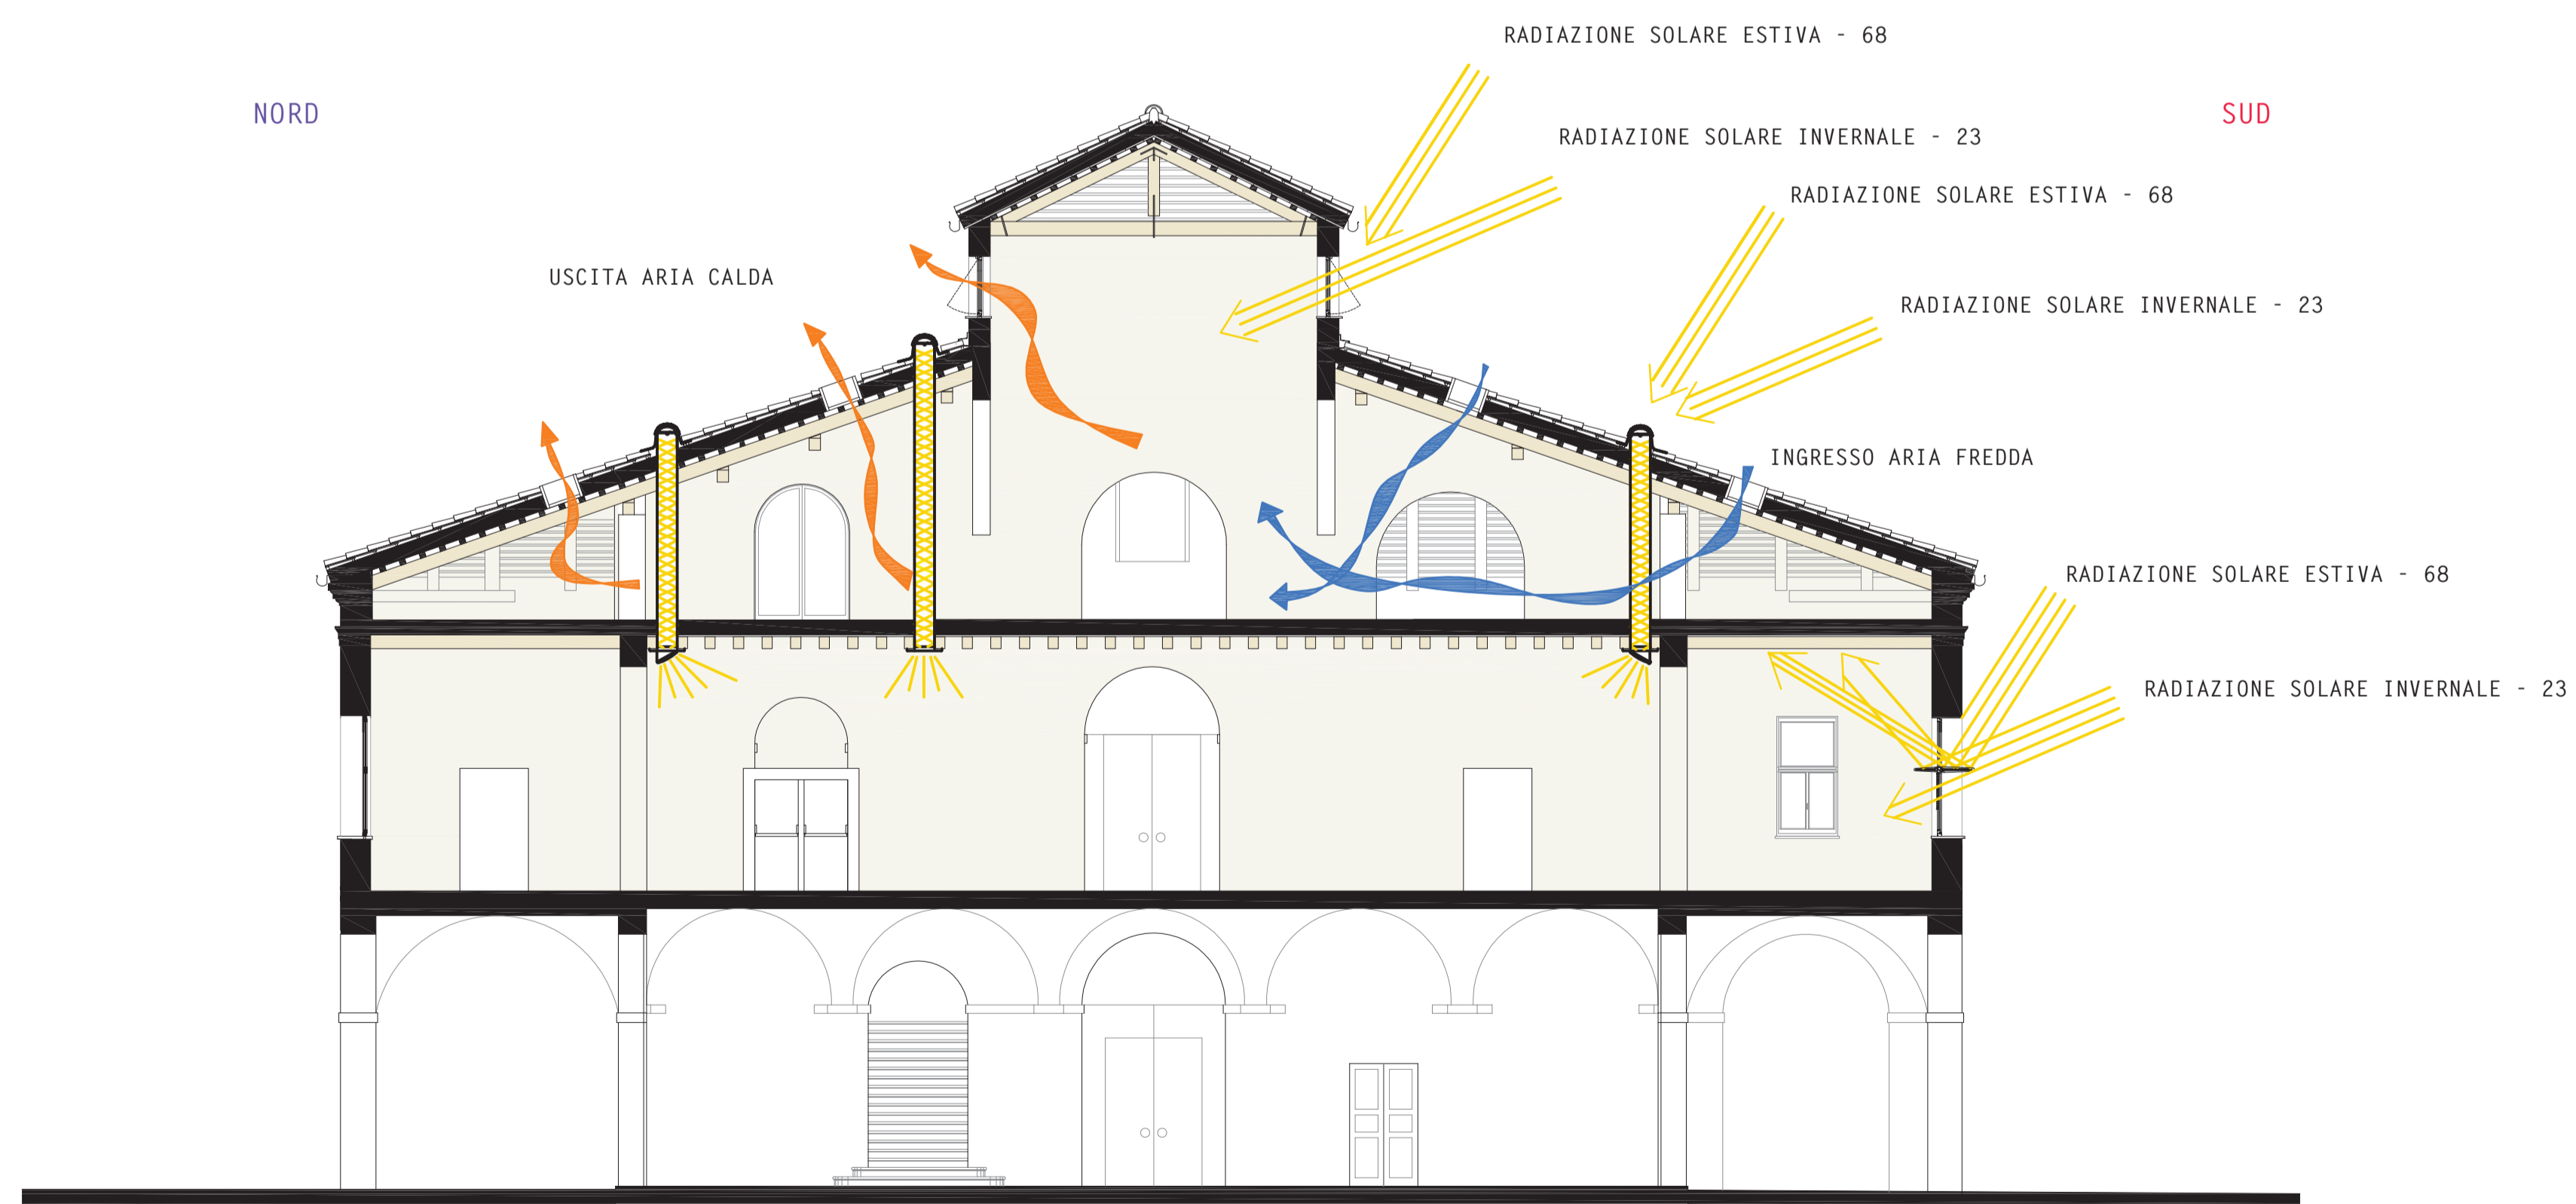 RADIAZIONE SOLARE ESTIVA - 68
NORD
SUD
RADIAZIONE SOLARE INVERNALE - 23
RADIAZIONE SOLARE ESTIVA - 68
USCITA ARIA CALDA
RADIAZIONE SOLARE INVERNALE - 23
INGRESSO ARIA FREDDA
RADIAZIONE SOLARE ESTIVA - 68
RADIAZIONE SOLARE INVERNALE - 23